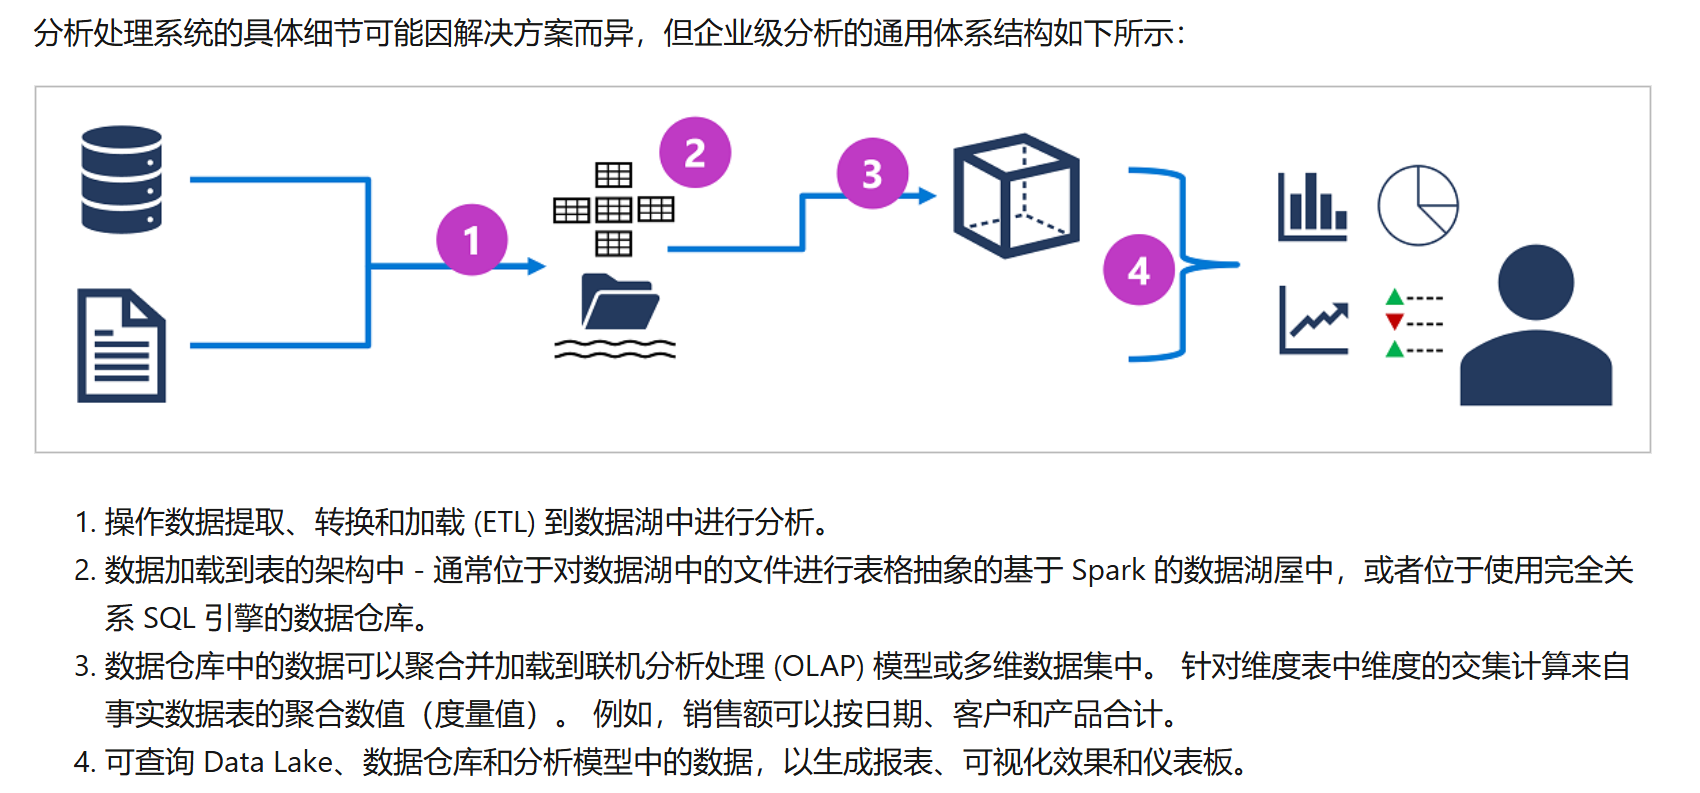 分析处理系统的具体细节可能因解决方案而异，但企业级分析的通用体系结构如下所示：
1
2
3
4
1. 操作数据提取、转换和加载 (ETL) 到数据湖中进行分析。
2. 数据加载到表的架构中 - 通常位于对数据湖中的文件进行表格抽象的基于 Spark 的数据湖屋中，或者位于使用完全关
系 SQL 引擎的数据仓库。
3. 数据仓库中的数据可以聚合并加载到联机分析处理 (OLAP) 模型或多维数据集中。 针对维度表中维度的交集计算来自
事实数据表的聚合数值（度量值）。 例如，销售额可以按日期、客户和产品合计。
4. 可查询 Data Lake、数据仓库和分析模型中的数据，以生成报表、可视化效果和仪表板。